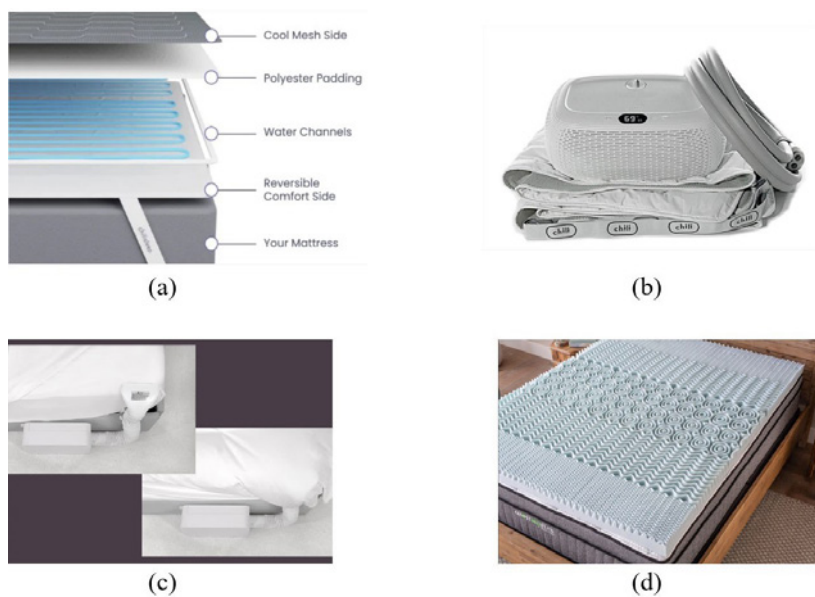 Cool Mesh Side
Polyester Padding
Water Channels
Reversible
Comfort Side
Your Mattress
(a)
69°
chili
chili
chili
chili
(b)
(c)
(d)